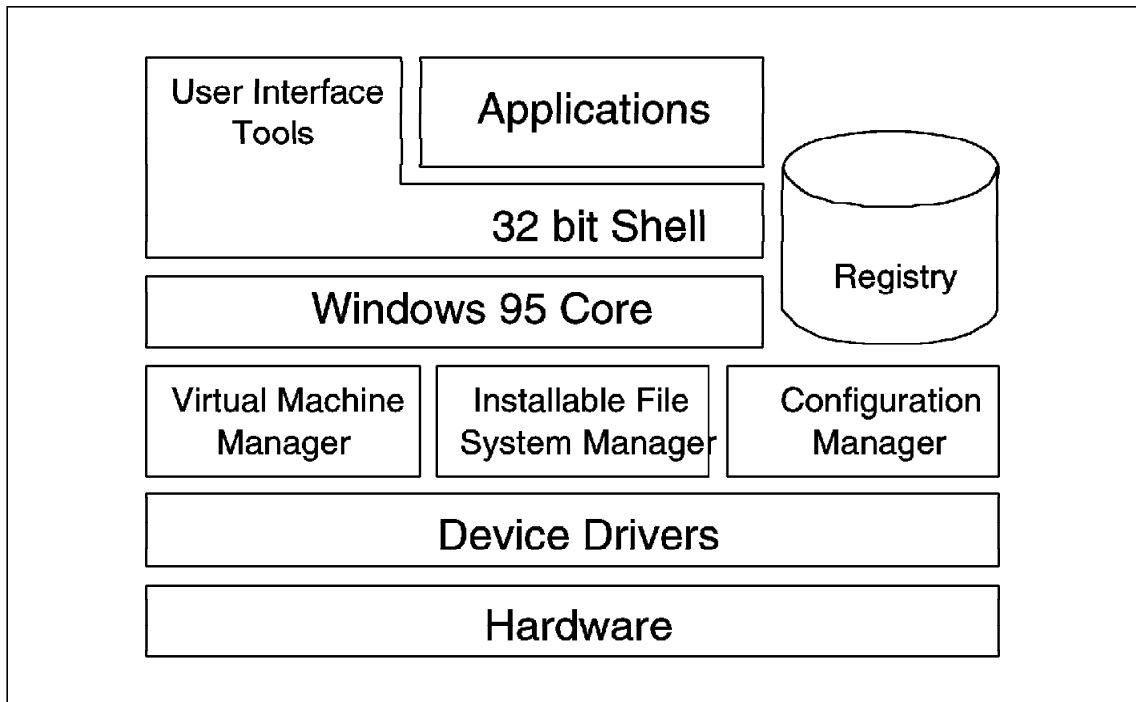 User Interface
Tools
Applications
32 bit Shell
Registry
Windows 95 Core
Virtual Machine
Manager
Installable File
System Manager
Configuration
Manager
Device Drivers
Hardware